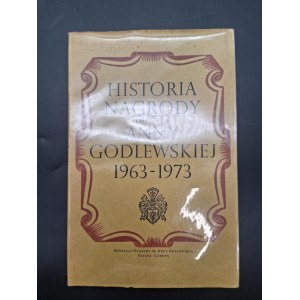 HISTORIA
NAGRODY
ANNY
GODLEWSKIEJ
1963-1973